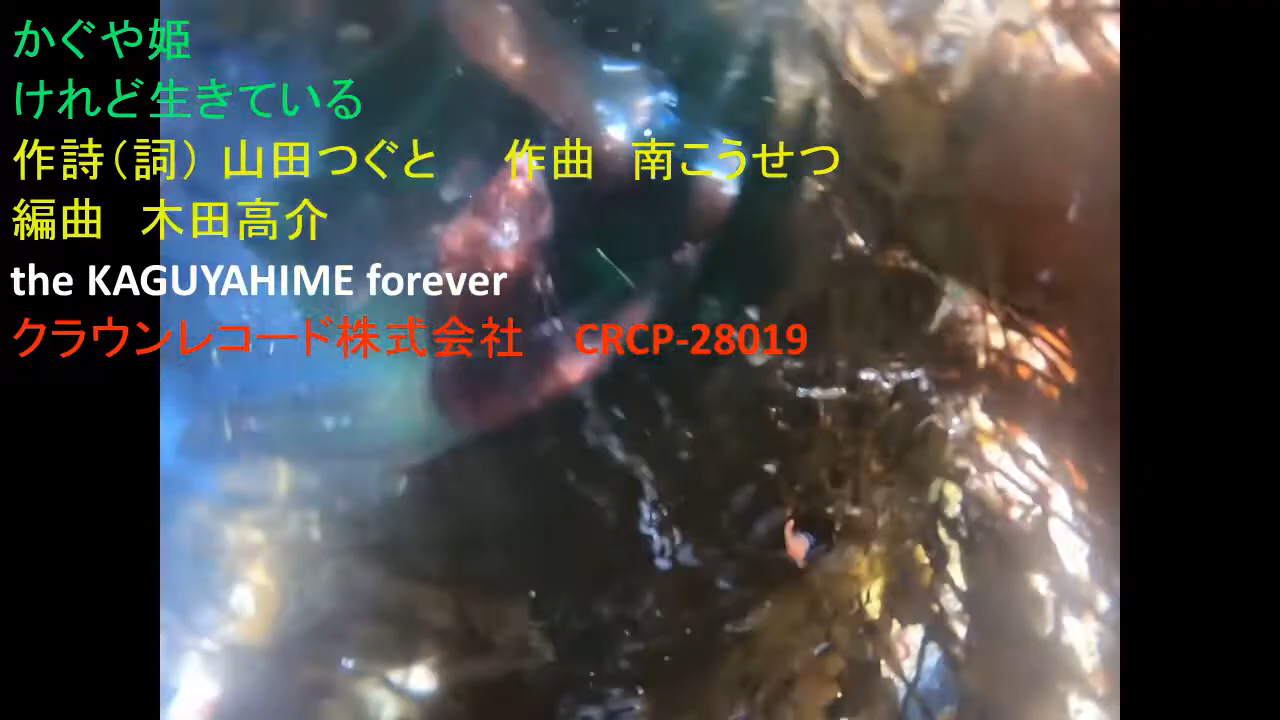 かぐや姫
けれど生きている
作詩(詞) 山田つぐと　作曲　南こうせつ
編曲　木田高介
the KAGUYAHIME forever
クラウンレコード株式会社　CRCP-28019